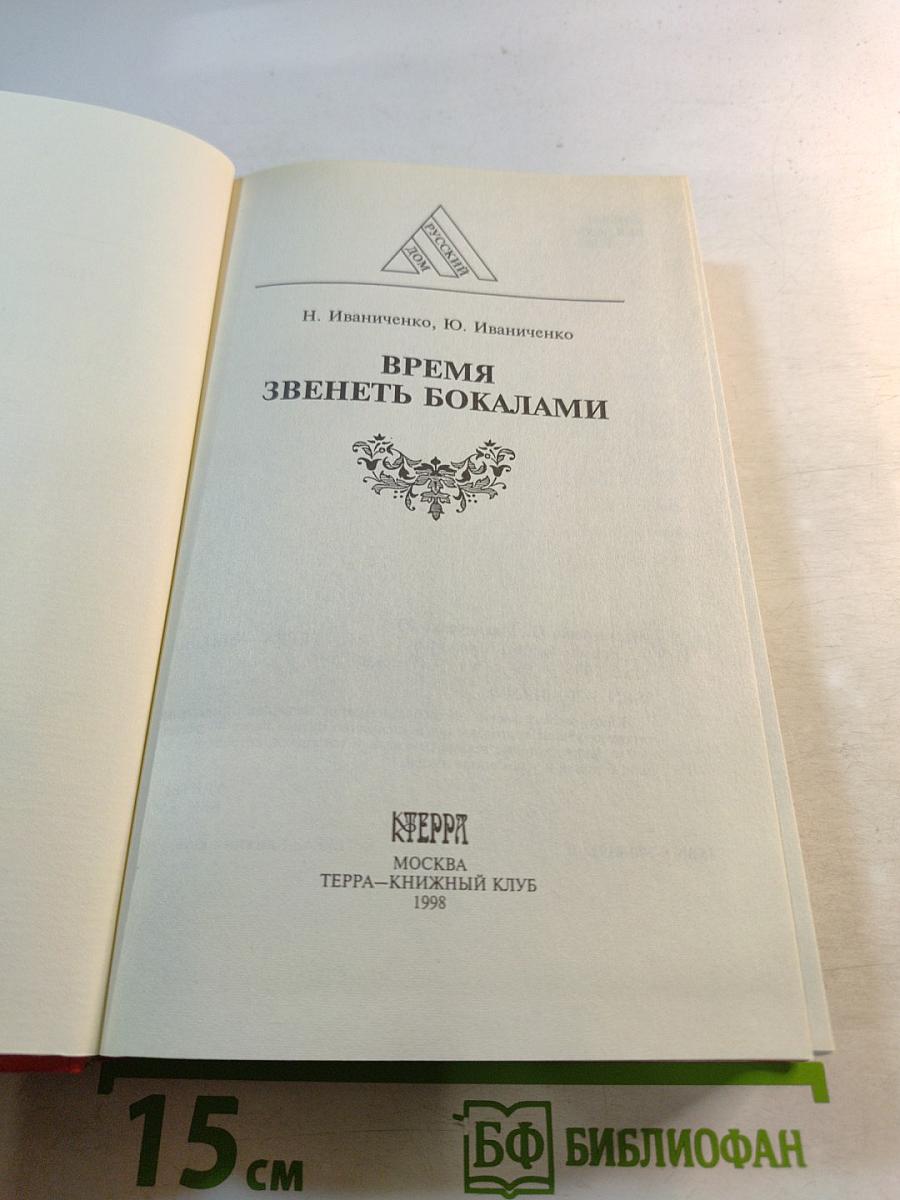 РУССКИЙ
ДОМ
Н. Иваниченко, Ю. Иваниченко
ВРЕМЯ
ЗВЕНЕТЬ БОКАЛАМИ
ТЕРРА
МОСКВА
ТЕРРА—КНИЖНЫЙ КЛУБ
1998
15 см
БФ БИБЛИОФАН